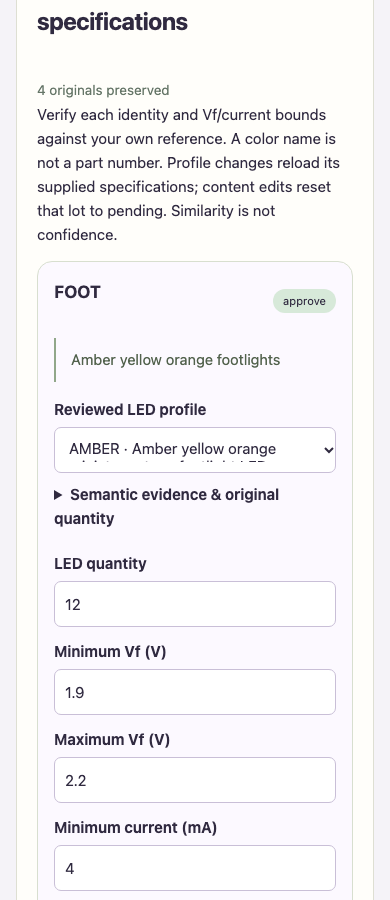 specifications
4 originals preserved
Verify each identity and Vf/current bounds
against your own reference. A color name is
not a part number. Profile changes reload its
supplied specifications; content edits reset
that lot to pending. Similarity is not
confidence.
FOOT
approve
Amber yellow orange footlights
Reviewed LED profile
AMBER · Amber yellow orange
Semantic evidence & original
quantity
LED quantity
12
Minimum Vf (V)
1.9
Maximum Vf (V)
2.2
Minimum current (mA)
4